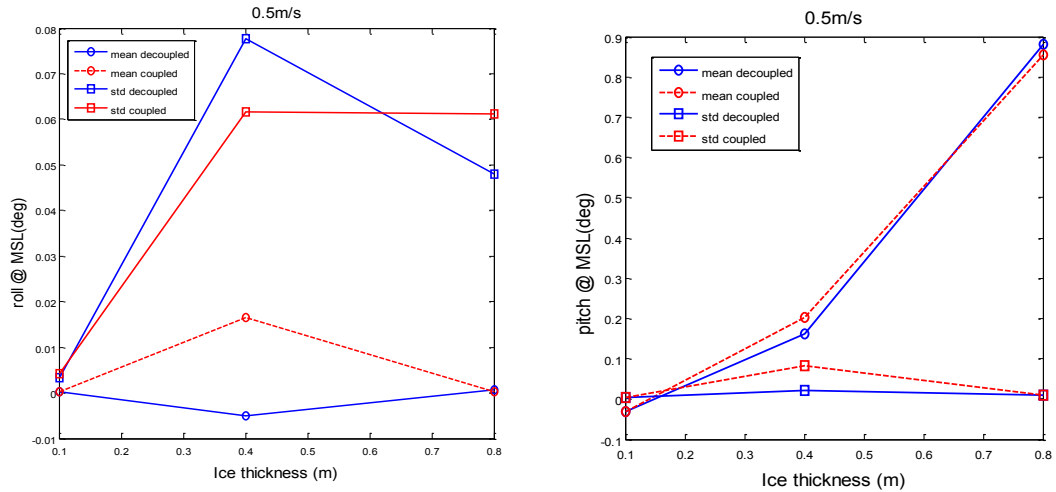 0.5m/s
mean decoupled
mean coupled
std decoupled
std coupled
roll @ MSL(deg)
0.08
0.07
0.06
0.05
0.04
0.03
0.02
0.01
0
-0.01
0.1
0.2
0.3
0.4
0.5
0.6
0.7
0.8
Ice thickness (m)
0.5m/s
mean decoupled
mean coupled
std decoupled
std coupled
pitch @ MSL(deg)
0.9
0.8
0.7
0.6
0.5
0.4
0.3
0.2
0.1
0
-0.1
0.1
0.2
0.3
0.4
0.5
0.6
0.7
0.8
Ice thickness (m)